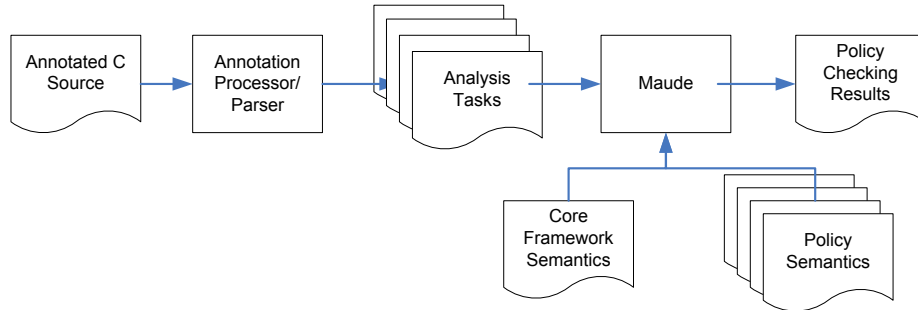 Annotated C
Source
Annotation
Processor/
Parser
Analysis
Tasks
Maude
Policy
Checking
Results
Core
Framework
Semantics
Policy
Semantics